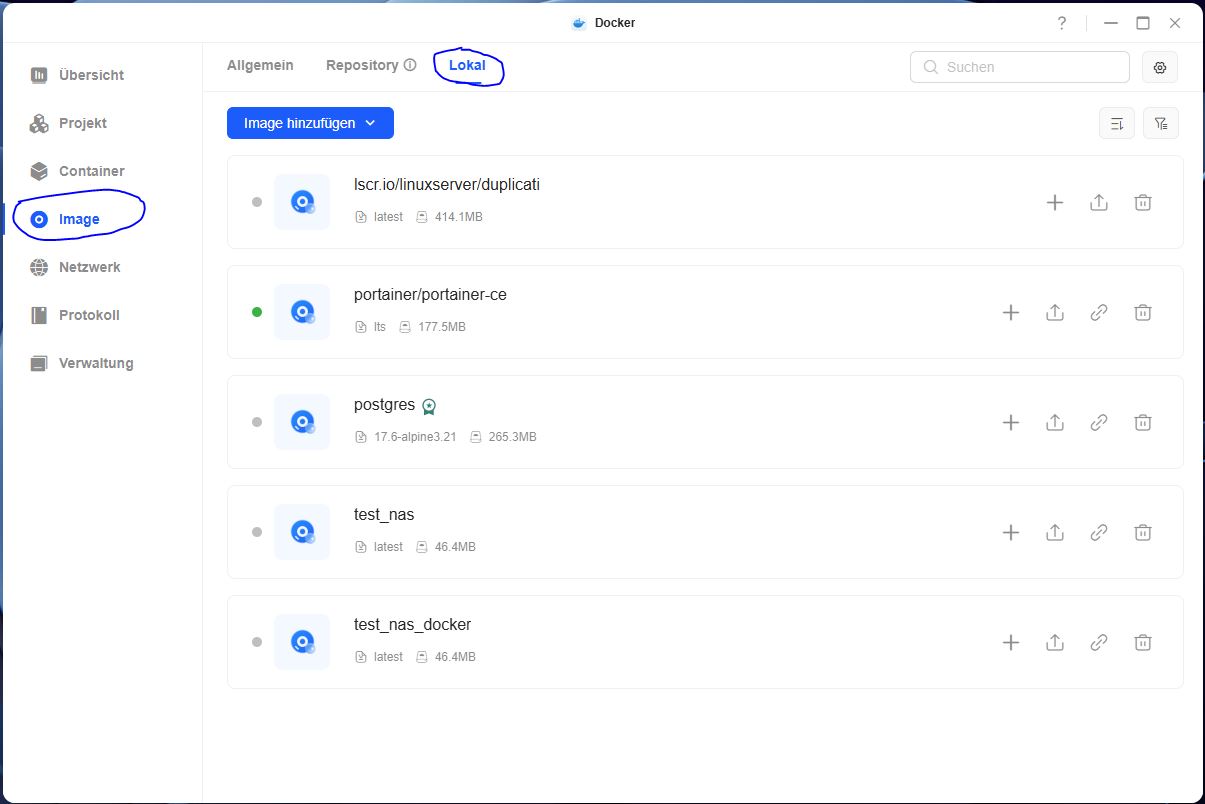 Docker
?
Übersicht
Projekt
Container
Image
Netzwerk
Protokoll
Verwaltung
Allgemein Repository Lokal
Suchen
Image hinzufügen
lscr.io/linuxserver/duplicati
latest 414.1MB
portainer/portainer-ce
lts 177.5MB
postgres
17.6-alpine3.21 265.3MB
test_nas
latest 46.4MB
test_nas_docker
latest 46.4MB